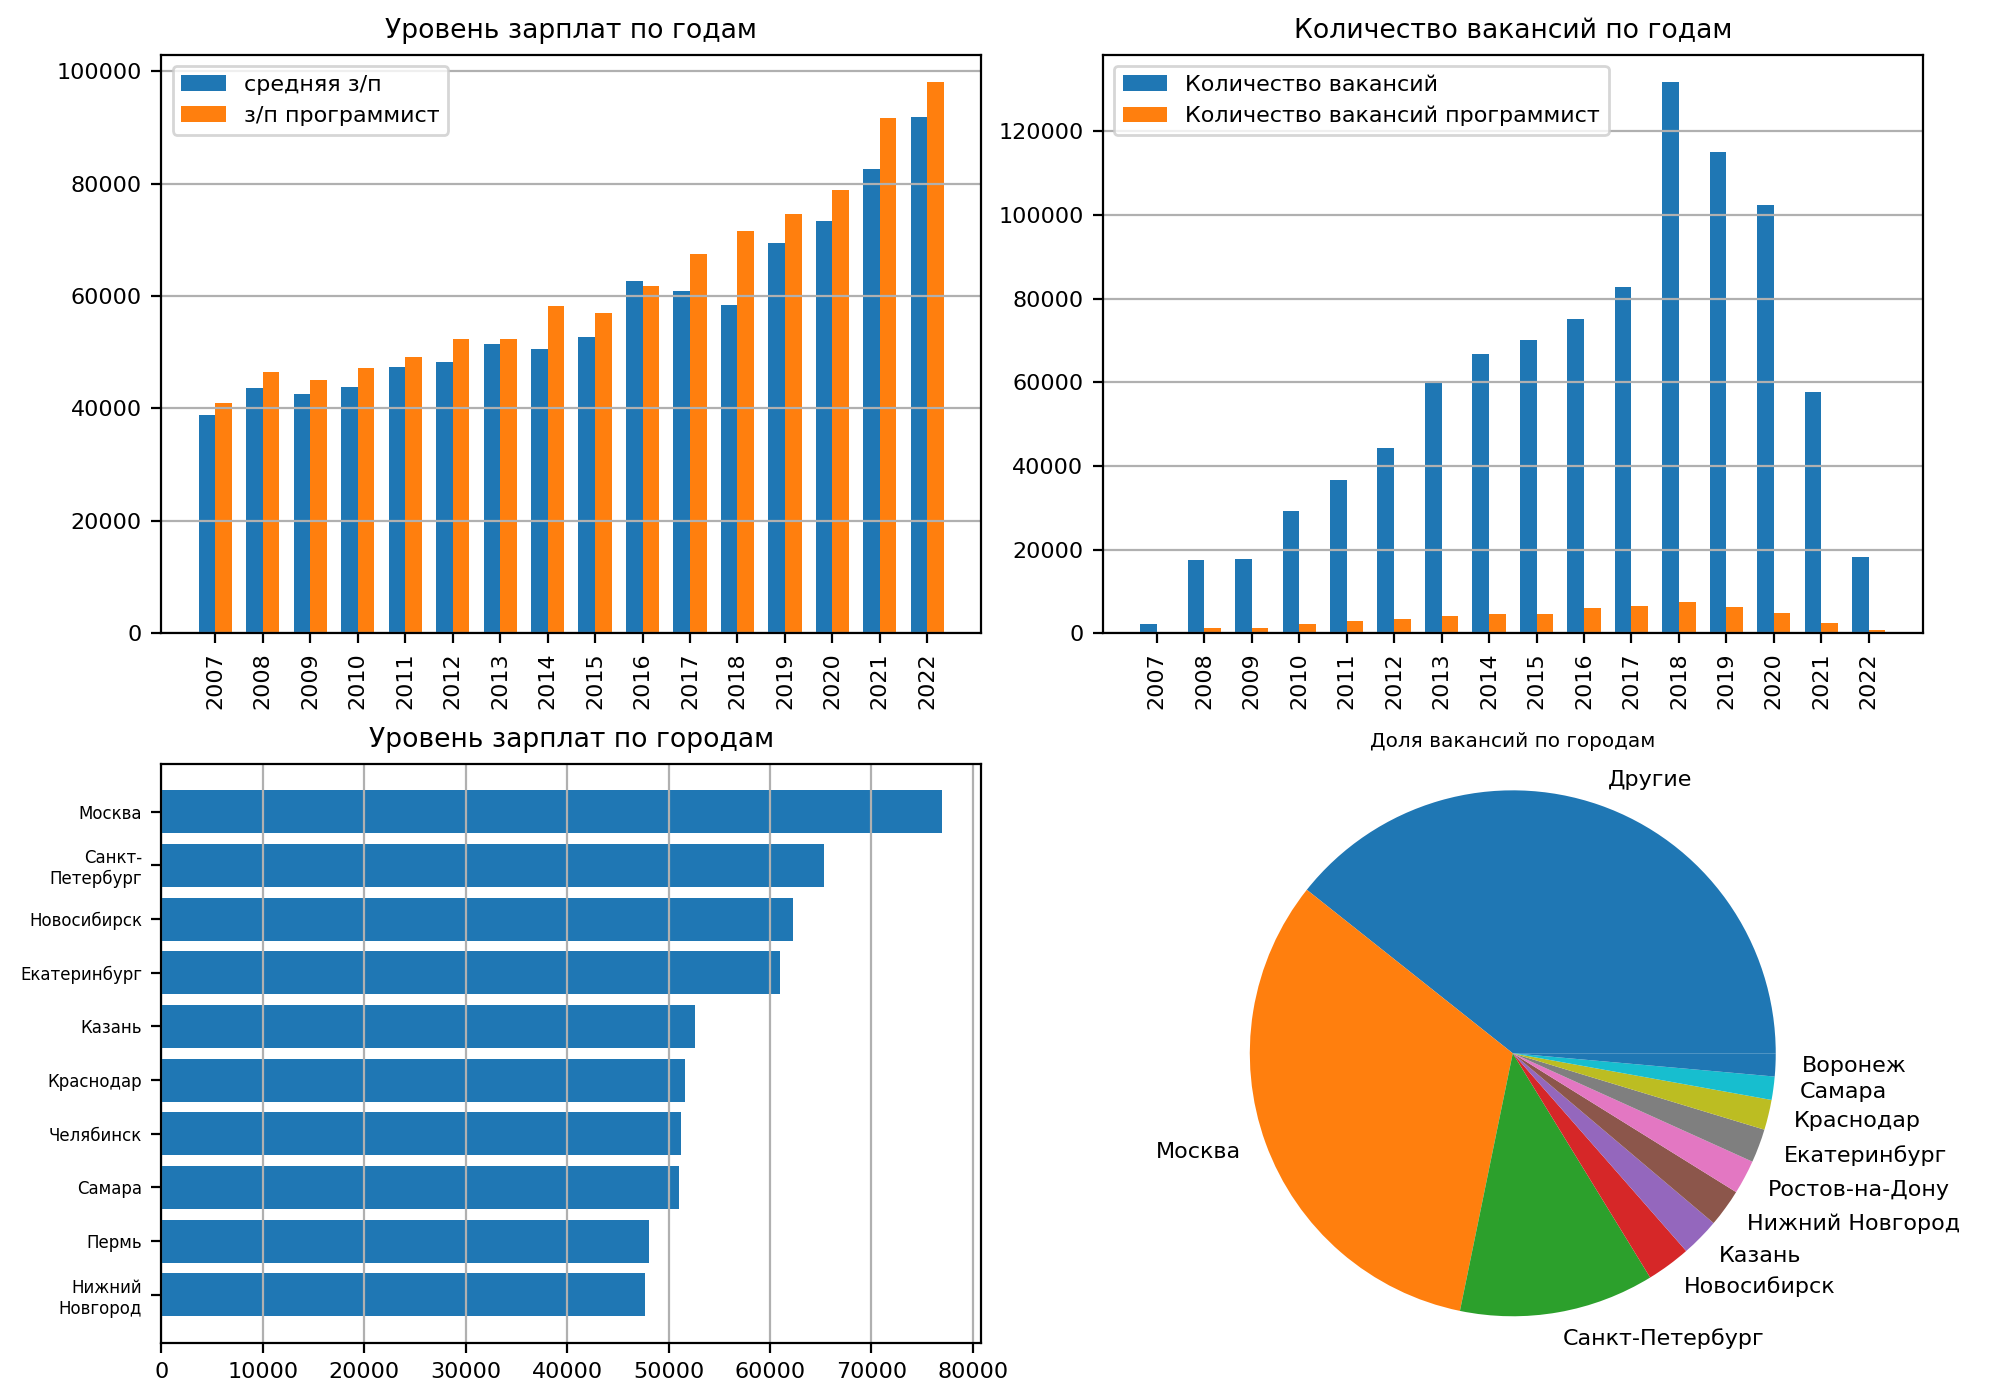 Уровень зарплат по годам
100000
80000
60000
40000
20000
0
средняя з/п
з/п программист
2007
2008
2009
2010
2011
2012
2013
2014
2015
2016
2017
2018
2019
2020
2021
2022
Количество вакансий по годам
120000
100000
80000
60000
40000
20000
0
Количество вакансий
Количество вакансий программист
2007
2008
2009
2010
2011
2012
2013
2014
2015
2016
2017
2018
2019
2020
2021
2022
Уровень зарплат по городам
Москва
Санкт-
Петербург
Новосибирск
Екатеринбург
Казань
Краснодар
Челябинск
Самара
Пермь
Нижний
Новгород
0
10000
20000
30000
40000
50000
60000
70000
80000
Доля вакансий по городам
Другие
Москва
Санкт-Петербург
Новосибирск
Казань
Нижний Новгород
Ростов-на-Дону
Екатеринбург
Краснодар
Самара
Воронеж